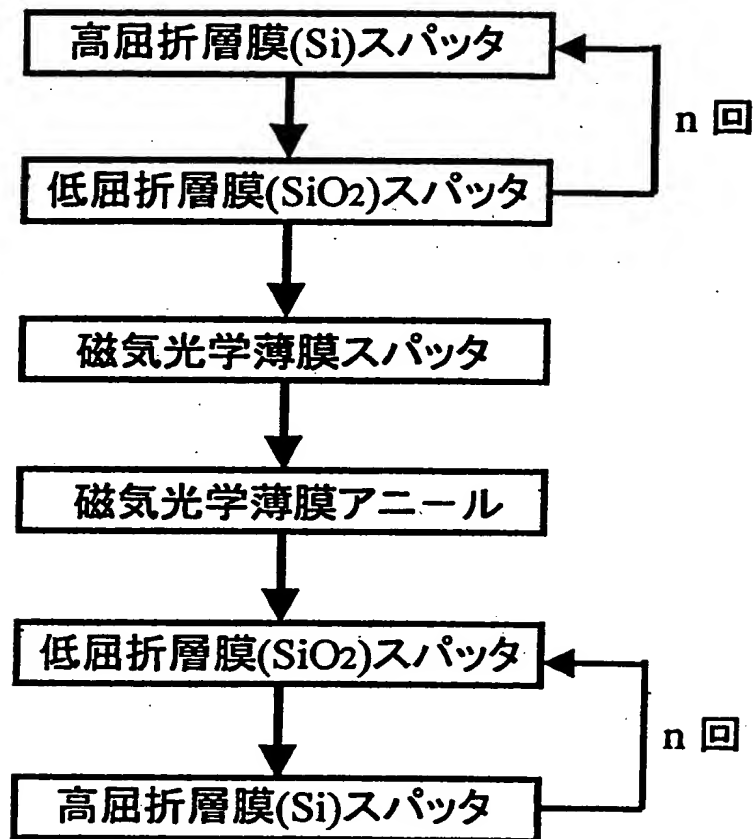 高屈折層膜(Si)スパッタ
n 回
低屈折層膜(SiO2)スパッタ
磁気光学薄膜スパッタ
磁気光学薄膜アニール
低屈折層膜(SiO2)スパッタ
n 回
高屈折層膜(Si)スパッタ